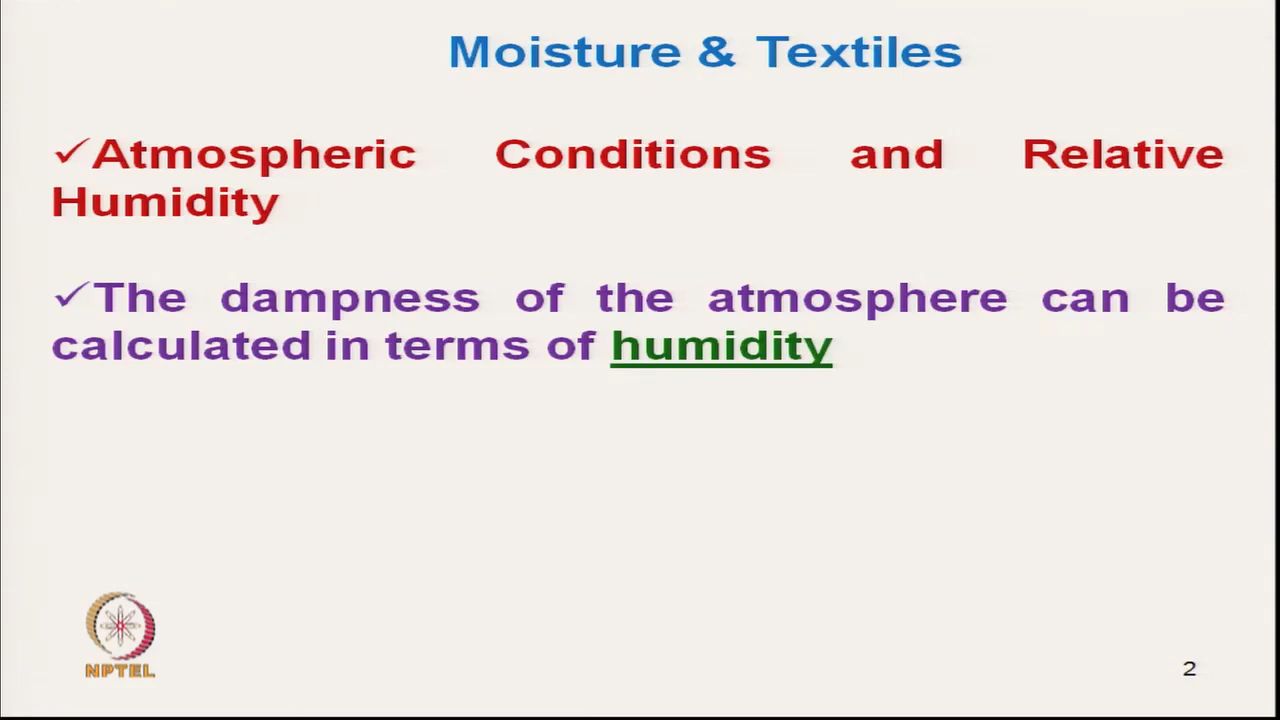 Moisture & Textiles
✓Atmospheric Conditions and Relative
Humidity
✓The dampness of the atmosphere can be
calculated in terms of humidity
NPTEL
2